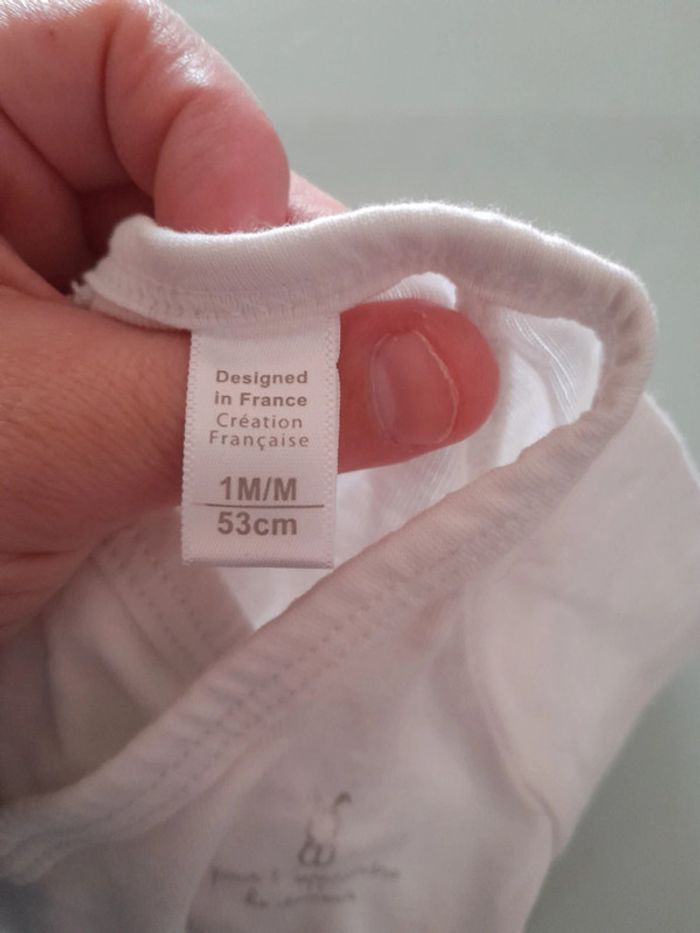 Designed
in France
Création
Française
1M/M
53cm